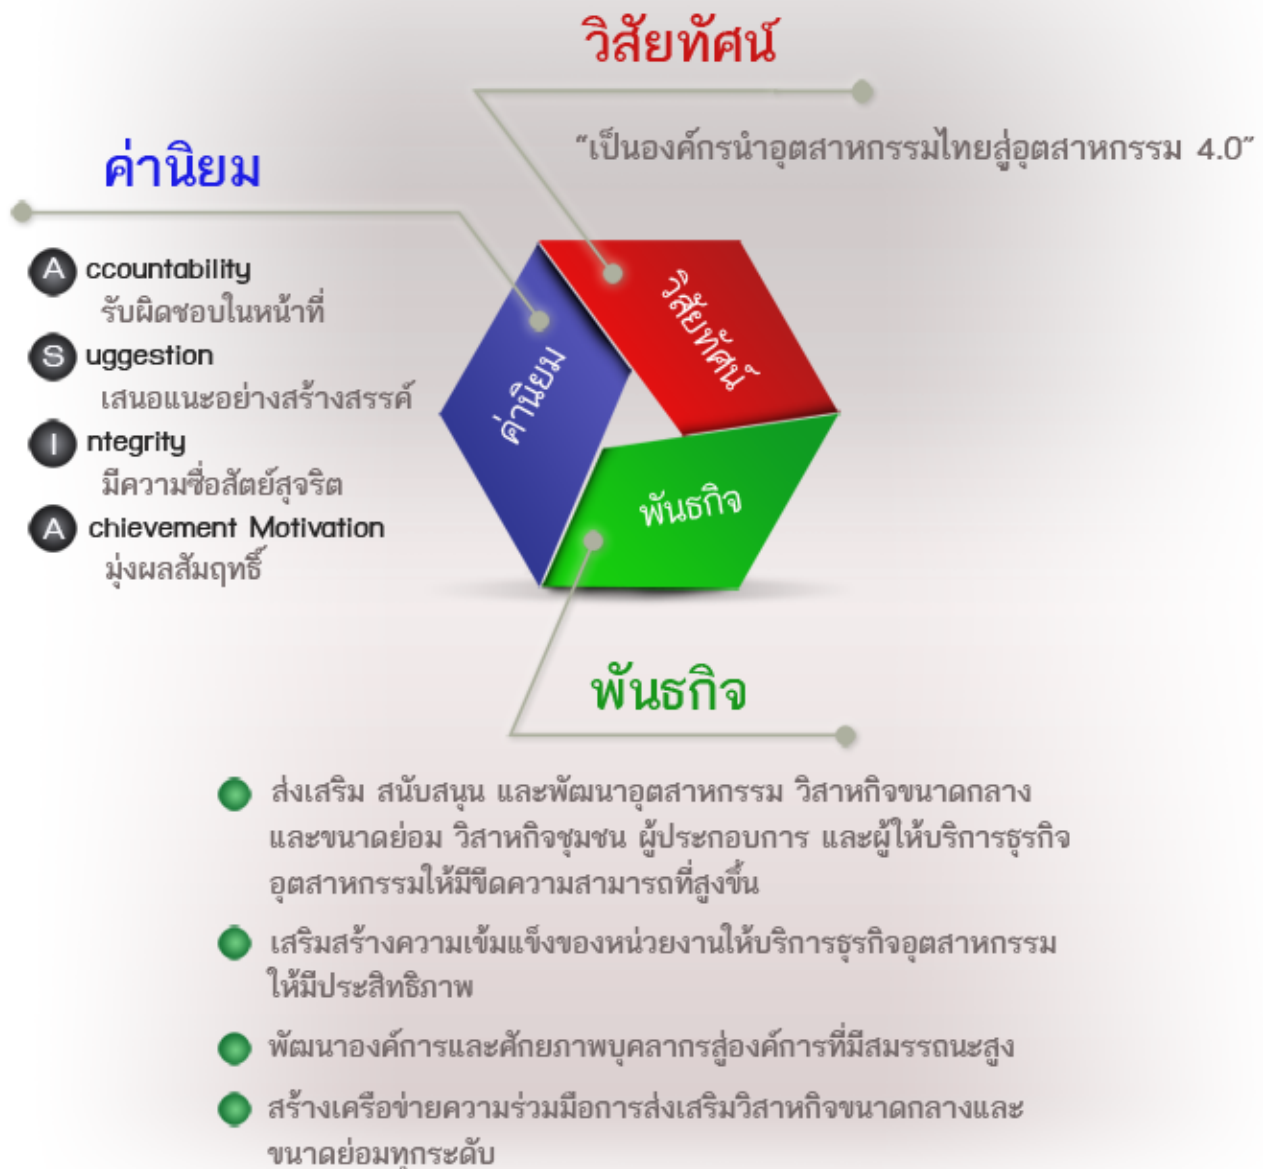 วิสัยทัศน์
“เป็นองค์กรนำอุตสาหกรรมไทยสู่อุตสาหกรรม 4.0”
ค่านิยม
Accountability
รับผิดชอบในหน้าที่
Suggestion
เสนอแนะอย่างสร้างสรรค์
Integrity
มีความซื่อสัตย์สุจริต
Achievement Motivation
มุ่งผลสัมฤทธิ์
วิสัยทัศน์
ค่านิยม
พันธกิจ
พันธกิจ
ส่งเสริม สนับสนุน และพัฒนาอุตสาหกรรม วิสาหกิจขนาดกลาง
และขนาดย่อม วิสาหกิจชุมชน ผู้ประกอบการ และผู้ให้บริการธุรกิจ
อุตสาหกรรมให้มีขีดความสามารถที่สูงขึ้น
เสริมสร้างความเข้มแข็งของหน่วยงานให้บริการธุรกิจอุตสาหกรรม
ให้มีประสิทธิภาพ
พัฒนาองค์การและศักยภาพบุคลากรสู่องค์การที่มีสมรรถนะสูง
สร้างเครือข่ายความร่วมมือการส่งเสริมวิสาหกิจขนาดกลางและ
ขนาดย่อมทุกระดับ